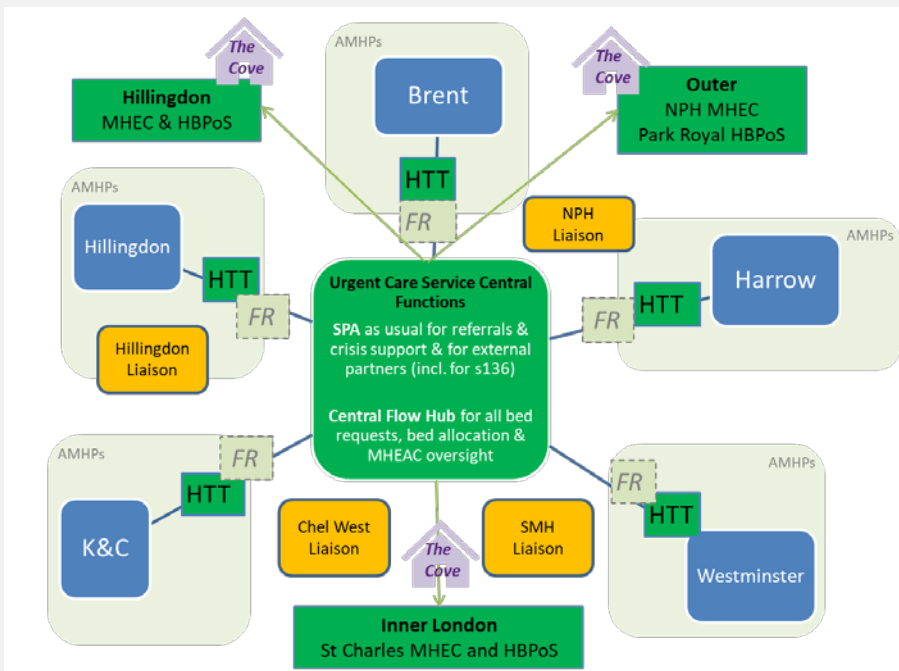 The
Cove
Hillingdon
MHEC & HBPoS
AMHPs
Brent
HTT
FR
The
Cove
Outer
NPH MHEC
Park Royal HBPoS
AMHPs
Hillingdon
HTT
FR
Hillingdon
Liaison
NPH
Liaison
AMHPs
Harrow
HTT
FR
Urgent Care Service Central
Functions
SPA as usual for referrals &
crisis support & for external
partners (incl. for s136)
Central Flow Hub for all bed
requests, bed allocation &
MHEAC oversight
AMHPs
FR
HTT
K&C
Chel West
Liaison
The
Cove
SMH
Liaison
AMHPs
FR
HTT
Westminster
Inner London
St Charles MHEC and HBPoS